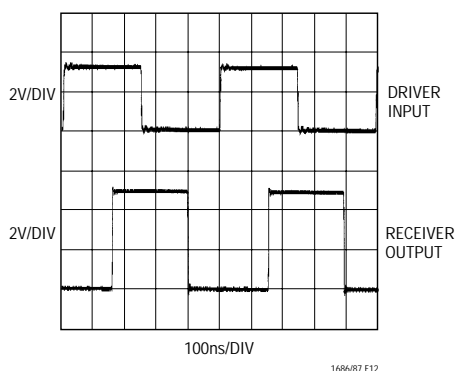 2V/DIV
DRIVER
INPUT
2V/DIV
RECEIVER
OUTPUT
100ns/DIV
1686/87 F12